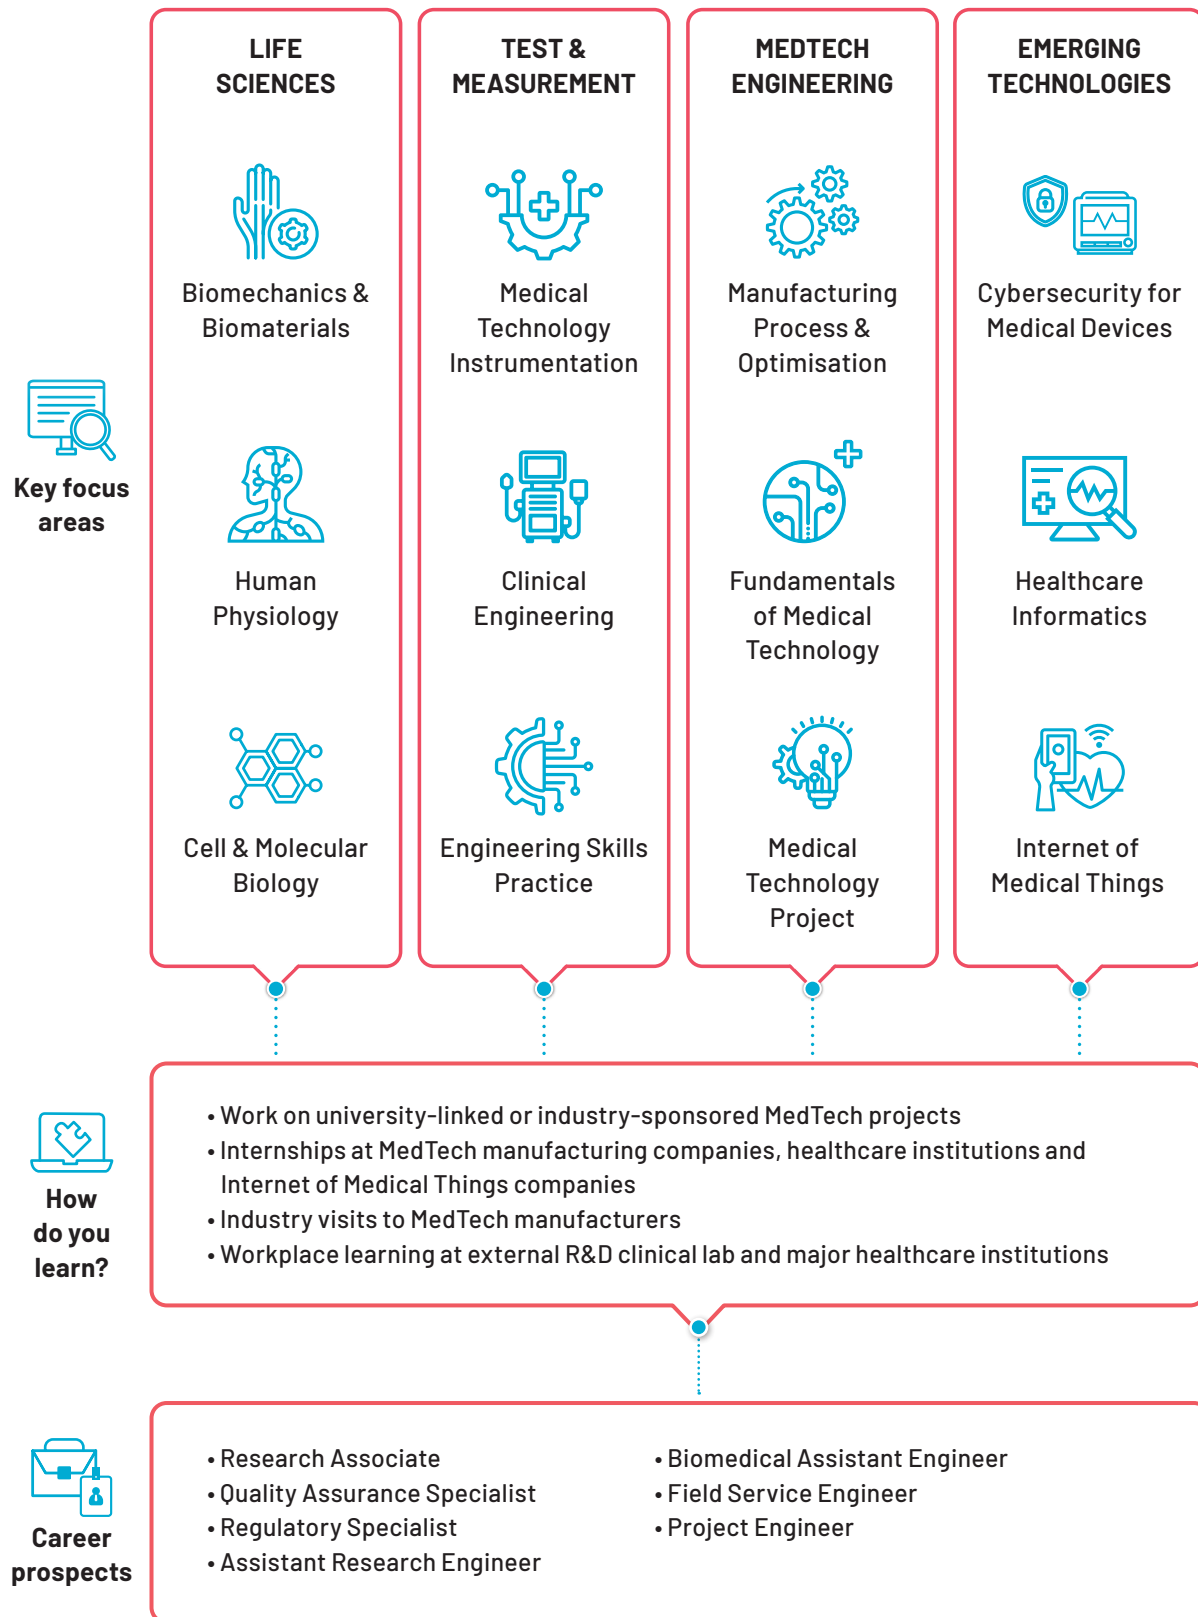 LIFE
SCIENCES
Biomechanics &
Biomaterials
Human
Physiology
Cell & Molecular
Biology
TEST &
MEASUREMENT
Medical
Technology
Instrumentation
Clinical
Engineering
Engineering Skills
Practice
MEDTECH
ENGINEERING
Manufacturing
Process &
Optimisation
Fundamentals
of Medical
Technology
Medical
Technology
Project
EMERGING
TECHNOLOGIES
Cybersecurity for
Medical Devices
Healthcare
Informatics
Internet of
Medical Things
Key focus
areas
How
do you
learn?
• Work on university-linked or industry-sponsored MedTech projects
• Internships at MedTech manufacturing companies, healthcare institutions and
Internet of Medical Things companies
• Industry visits to MedTech manufacturers
• Workplace learning at external R&D clinical lab and major healthcare institutions
Career
prospects
• Research Associate
• Quality Assurance Specialist
• Regulatory Specialist
• Assistant Research Engineer
• Biomedical Assistant Engineer
• Field Service Engineer
• Project Engineer